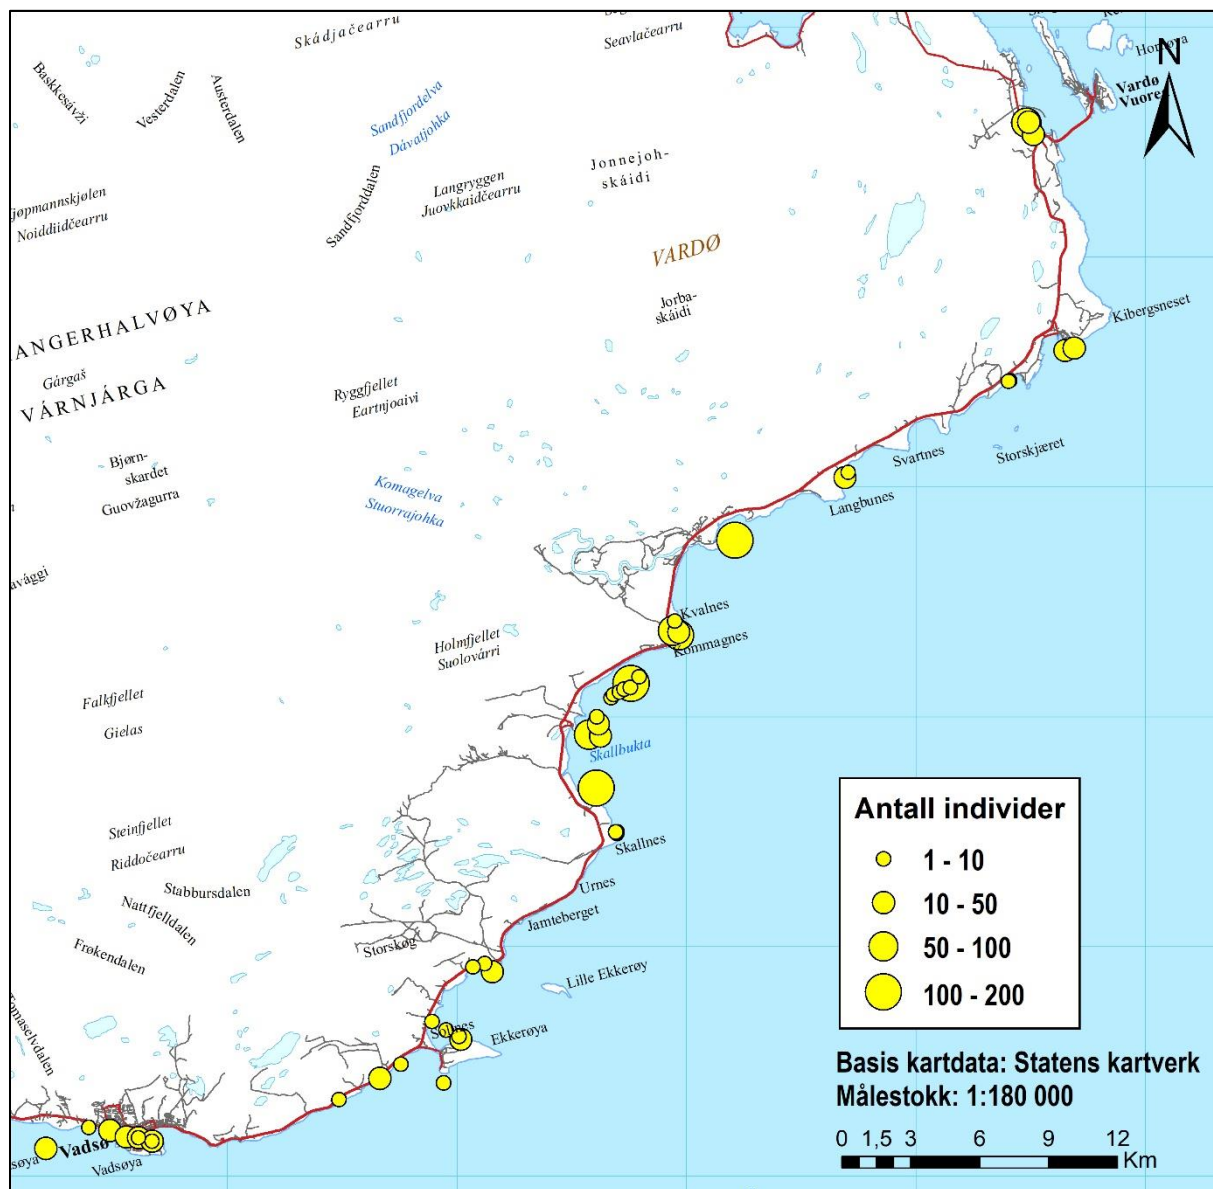 Skádjačearru
Seavlačearru
Hornøya
N
Baskkesávži
Vesterdalen
Austerdalen
Vardø
Sandfjordelva
Dávatjohka
Jonnejoh-
skáidi
Langryggen
Juovkkaidčearru
Sandfjorddalen
Noiddiidčearru
VARDØ
Jorba-
skáidi
Kibergsneset
Gárgaš
VÁRNJÁRGA
Ryggfjellet
Eartnjoaivi
Bjørn-
skardet
Guovžagurra
Komagelva
Stuorrajohka
Svartnes
Storskjæret
Langbunes
Kvalnes
Kommagnes
Holmfjellet
Suolovárri
Falkfjellet
Gielas
Skallbukta
Steinfjellet
Riddočearru
Stabbursdalen
Nattfjelldalen
Frøkendalen
Skallnes
Urnes
Jamteberget
Storskog
Lille Ekkerøy
Ekkerøya
Vadsø
Vadsøya
Antall individer
1 - 10
10 - 50
50 - 100
100 - 200
Basis kartdata: Statens kartverk
Målestokk: 1:180 000
0 1,5 3 6 9 12
Km